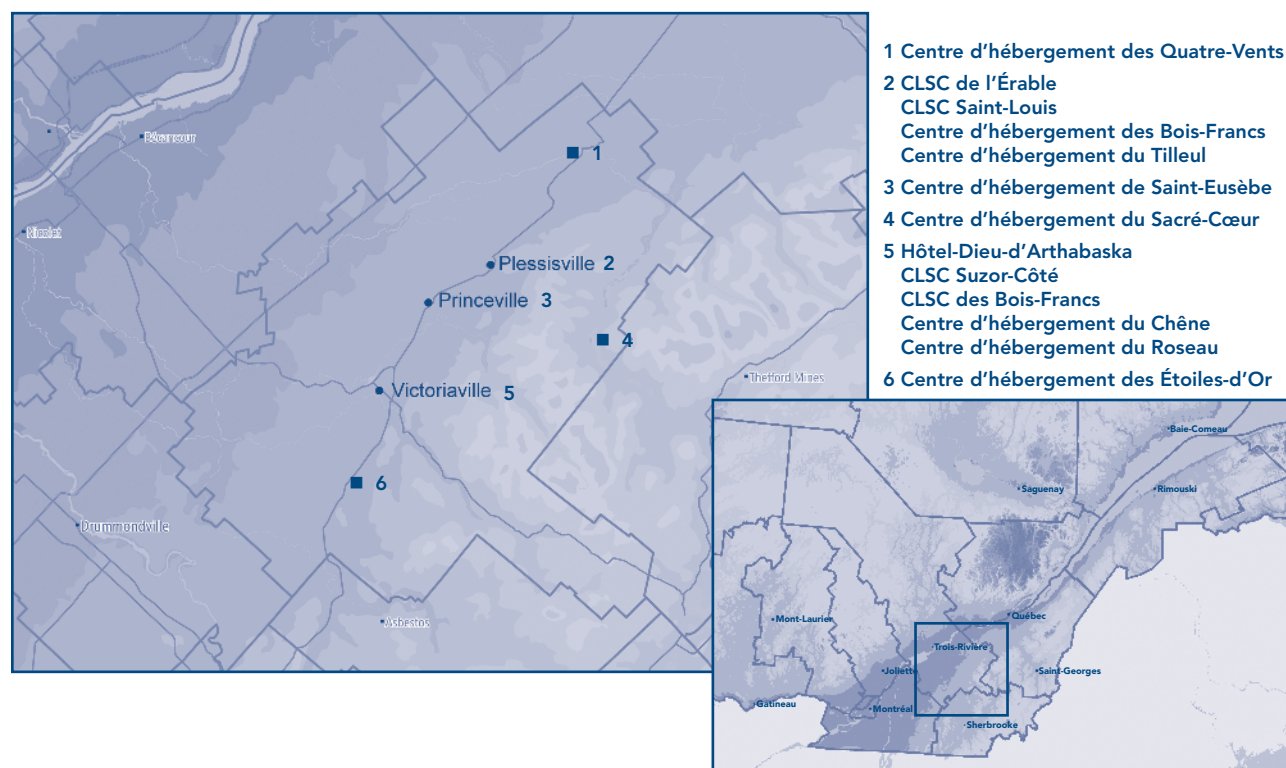 Bécancour
Nicolet
1
Plessisville 2
Princeville 3
4
Victoriaville 5
Thetford Mines
6
Drummondville
Asbestos
1 Centre d'hébergement des Quatre-Vents
2 CLSC de l'Érable
CLSC Saint-Louis
Centre d'hébergement des Bois-Francs
Centre d'hébergement du Tilleul
3 Centre d'hébergement de Saint-Eusèbe
4 Centre d'hébergement du Sacré-Cœur
5 Hôtel-Dieu-d'Arthabaska
CLSC Suzor-Côté
CLSC des Bois-Francs
Centre d'hébergement du Chêne
Centre d'hébergement du Roseau
6 Centre d'hébergement des Étoiles-d'Or
Baie-Comeau
Saguenay
Rimouski
Mont-Laurier
Québec
Trois-Rivière
Joliette
Saint-Georges
Gatineau
Montréal
Sherbrooke